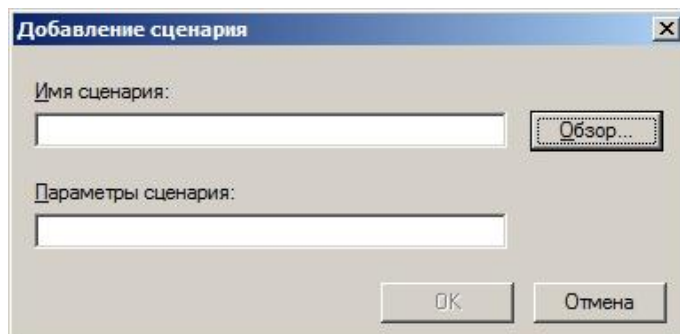 Добавление сценария
Имя сценария:
Обзор...
Параметры сценария:
OK
Отмена